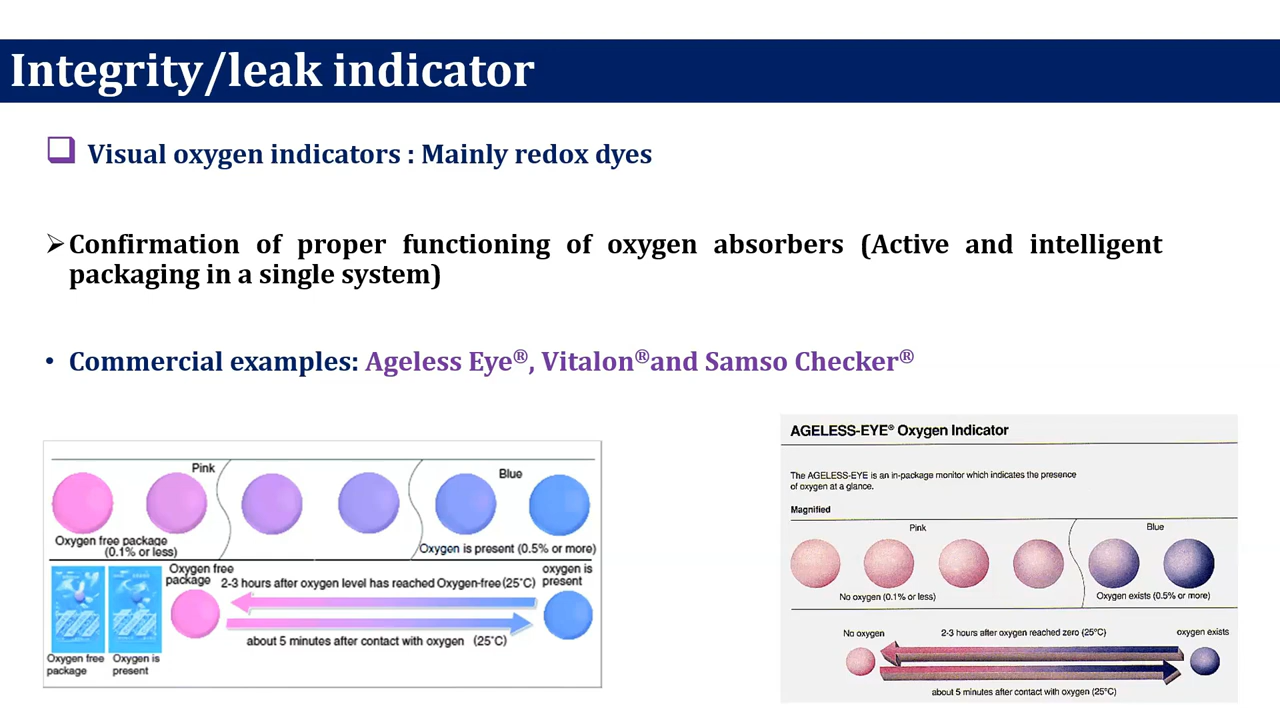 Integrity/leak indicator
Visual oxygen indicators : Mainly redox dyes
Confirmation of proper functioning of oxygen absorbers (Active and intelligent
packaging in a single system)
• Commercial examples: Ageless Eye®, Vitalon®and Samso Checker®
Pink
Blue
Oxygen free package
(0.1% or less)
Oxygen is present (0.5% or more)
Oxygen free
package
2-3 hours after oxygen level has reached Oxygen-free (25°C)
oxygen is
present
about 5 minutes after contact with oxygen (25°C)
Oxygen free
package
Oxygen is
present
AGELESS-EYE® Oxygen Indicator
The AGELESS-EYE is an in-package monitor which indicates the presence
of oxygen at a glance.
Magnified
Pink
Blue
No oxygen (0.1% or less)
Oxygen exists (0.5% or more)
No oxygen
2-3 hours after oxygen reached zero (25°C)
oxygen exists
about 5 minutes after contact with oxygen (25°C)